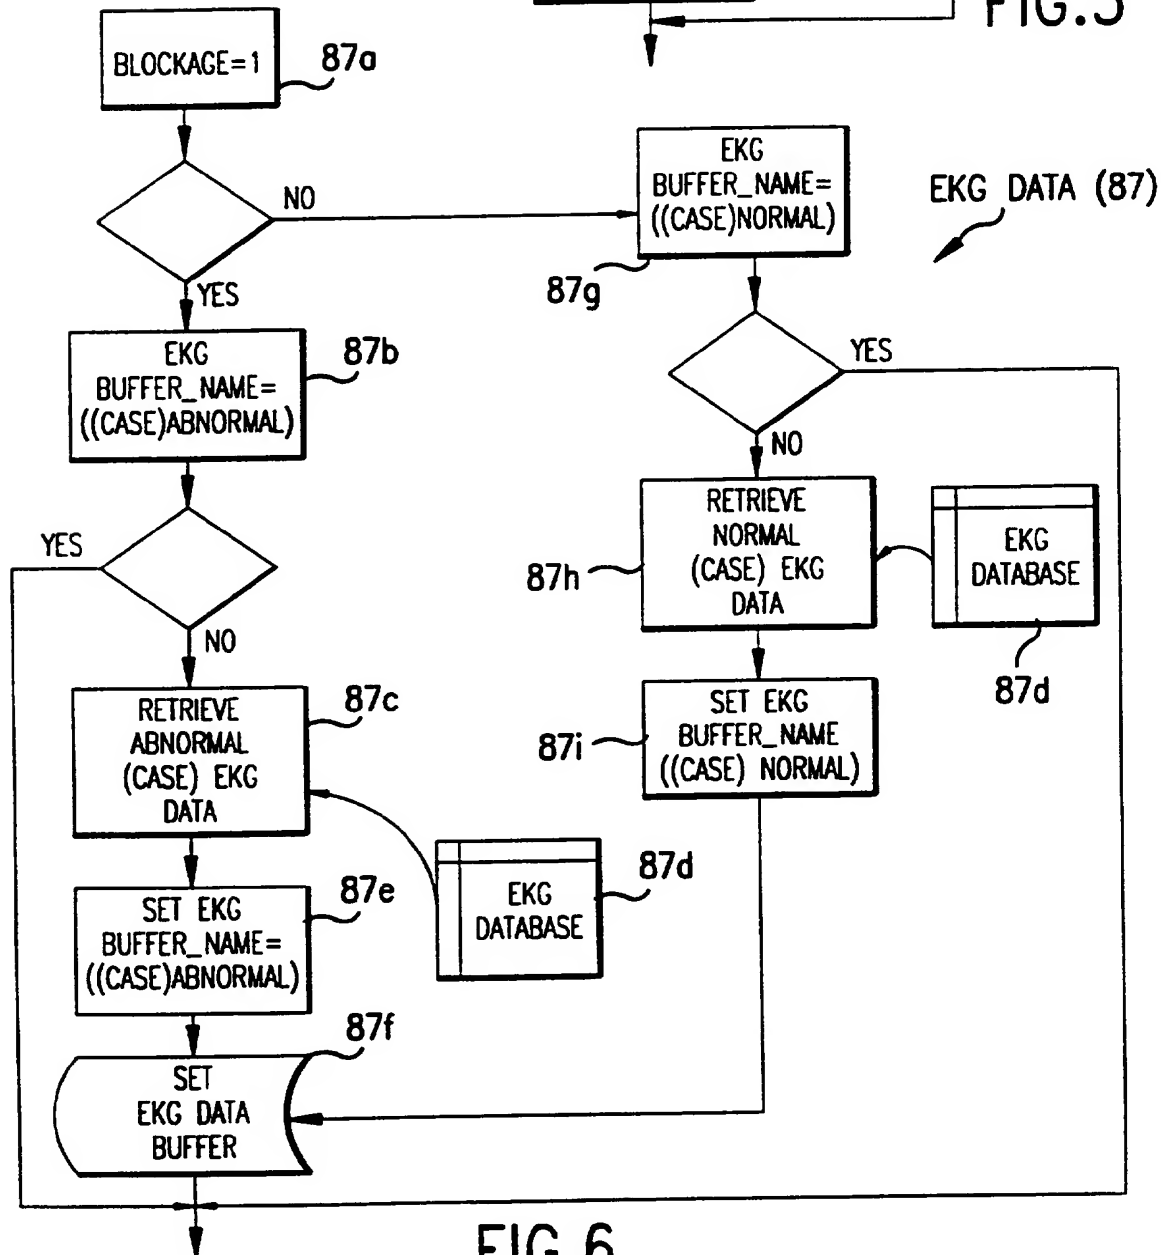 FIG.5
BLOCKAGE=1
87a
NO
YES
EKG
BUFFER_NAME=
((CASE)NORMAL)
87g
EKG DATA (87)
EKG
BUFFER_NAME=
((CASE)ABNORMAL)
87b
YES
NO
YES
NO
RETRIEVE
NORMAL
(CASE) EKG
DATA
87h
EKG
DATABASE
87d
RETRIEVE
ABNORMAL
(CASE) EKG
DATA
87c
SET EKG
BUFFER_NAME
((CASE) NORMAL)
87i
EKG
DATABASE
87d
SET EKG
BUFFER_NAME=
((CASE)ABNORMAL)
87e
SET
EKG DATA
BUFFER
87f
FIG.6